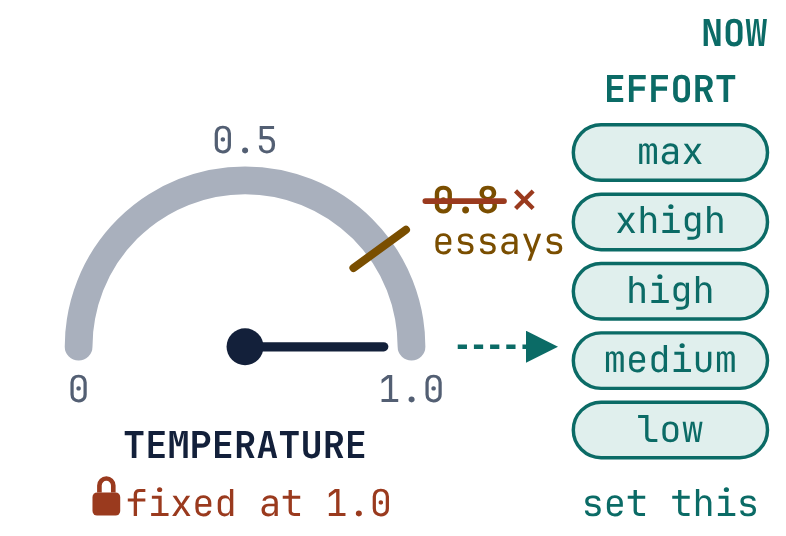 NOW
EFFORT
0.5
max
0.8 ×
xhigh
essays
high
medium
0
1.0
low
TEMPERATURE
fixed at 1.0
set this